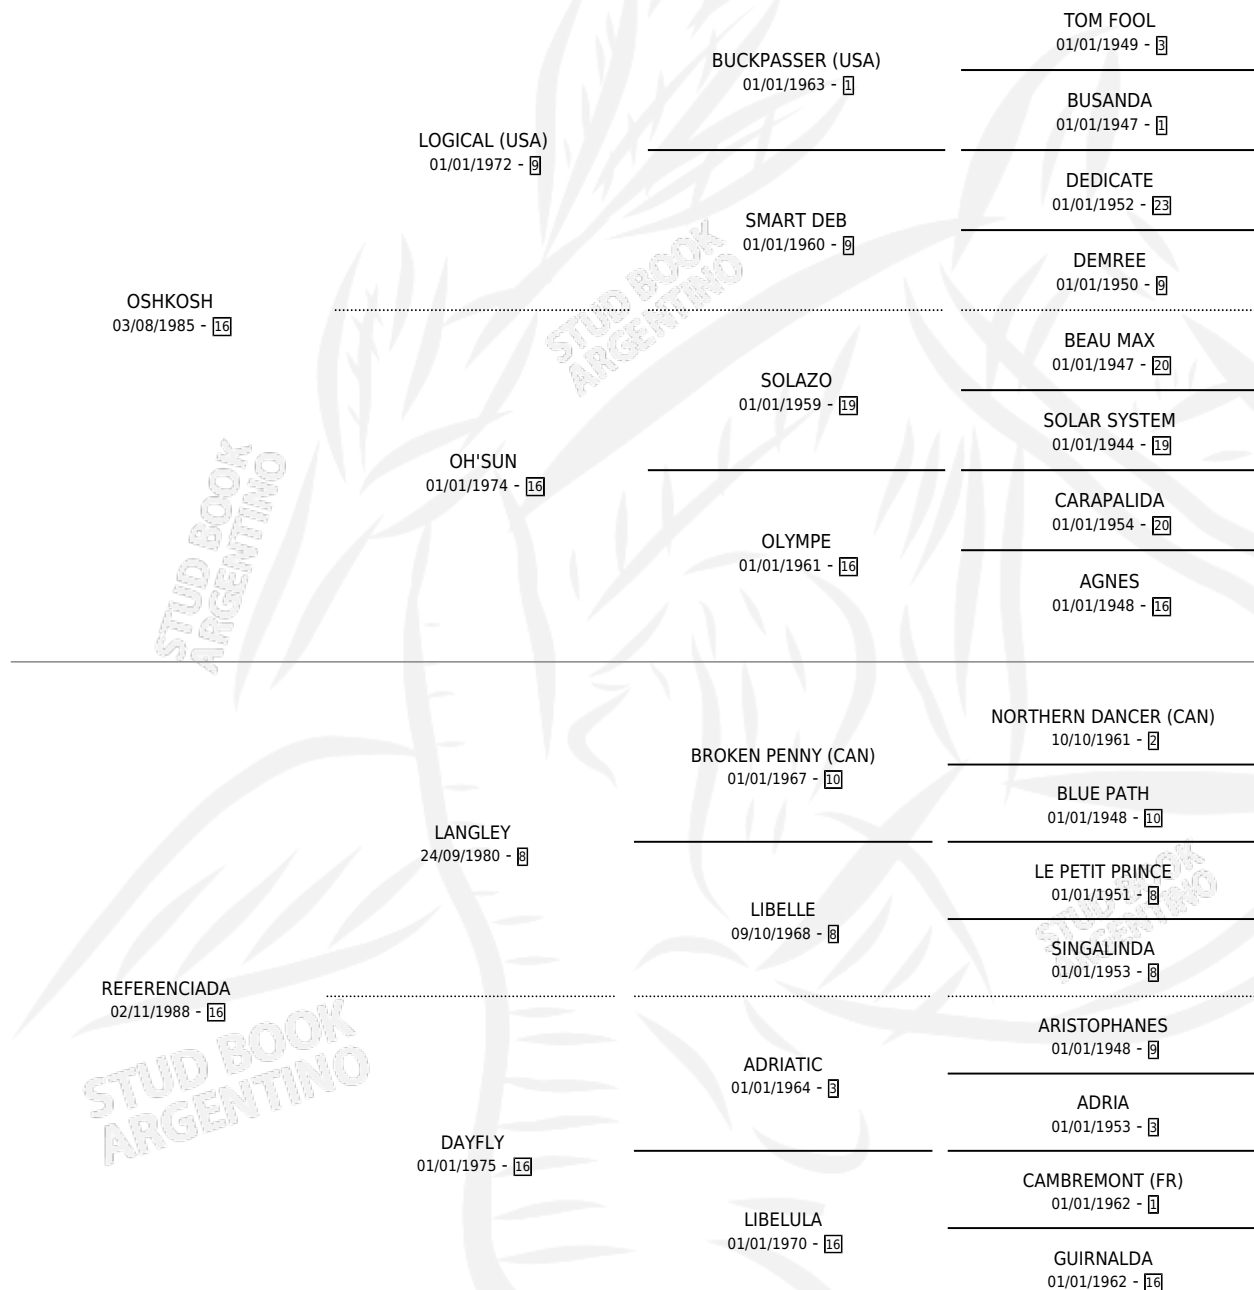 TOM FOOL
01/01/1949 - 3
BUCKPASSER (USA)
01/01/1963 - 1
BUSANDA
01/01/1947 - 1
LOGICAL (USA)
01/01/1972 - 9
DEDICATE
01/01/1952 - 23
SMART DEB
01/01/1960 - 9
DEMREE
01/01/1950 - 9
OSHKOSH
03/08/1985 - 16
BEAU MAX
01/01/1947 - 20
SOLAZO
01/01/1959 - 19
SOLAR SYSTEM
01/01/1944 - 19
OH'SUN
01/01/1974 - 16
CARAPALIDA
01/01/1954 - 20
OLYMPE
01/01/1961 - 16
AGNES
01/01/1948 - 16
NORTHERN DANCER (CAN)
10/10/1961 - 2
BROKEN PENNY (CAN)
01/01/1967 - 10
BLUE PATH
01/01/1948 - 10
LANGLEY
24/09/1980 - 8
LE PETIT PRINCE
01/01/1951 - 8
LIBELLE
09/10/1968 - 8
SINGALINDA
01/01/1953 - 8
REFERENCIADA
02/11/1988 - 16
ARISTOPHANES
01/01/1948 - 9
ADRIATIC
01/01/1964 - 3
ADRIA
01/01/1953 - 3
DAYFLY
01/01/1975 - 16
CAMBREMONT (FR)
01/01/1962 - 1
LIBELULA
01/01/1970 - 16
GUIRNALDA
01/01/1962 - 16
STUD BOOK
ARGENTINO
STUD BOOK
ARGENTINO
STUD BOOK
ARGENTINO
STUD BOOK
ARGENTINO